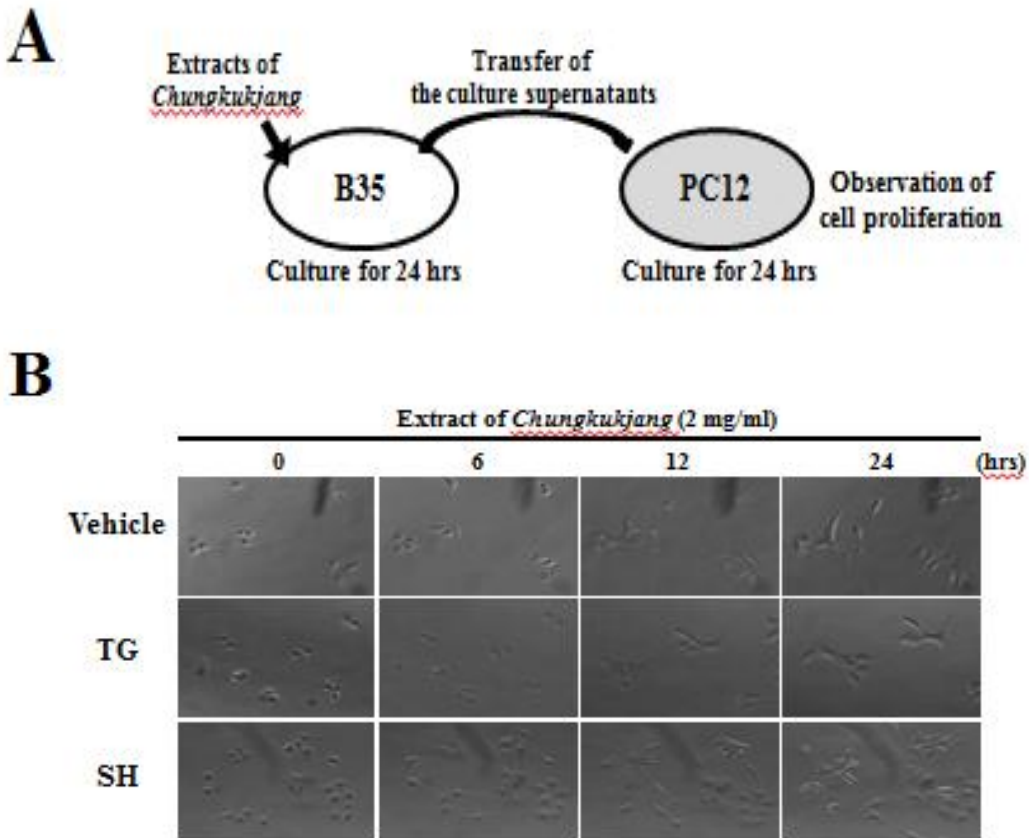 A
Extracts of
Chungkukjang
Transfer of
the culture supernatants
B35
PC12
Observation of
cell proliferation
Culture for 24 hrs
Culture for 24 hrs
B
Extract of Chungkukjang (2 mg/ml)
0 6 12 24 (hrs)
Vehicle
TG
SH